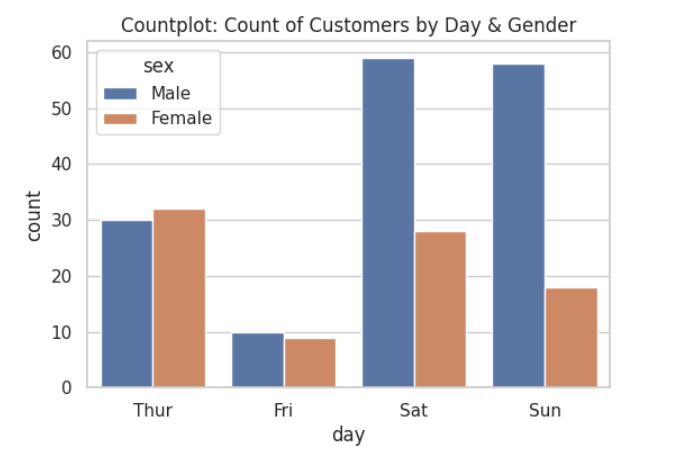 Countplot: Count of Customers by Day & Gender
60
50
40
30
20
10
0
count
sex
Male
Female
Thur Fri Sat Sun
day